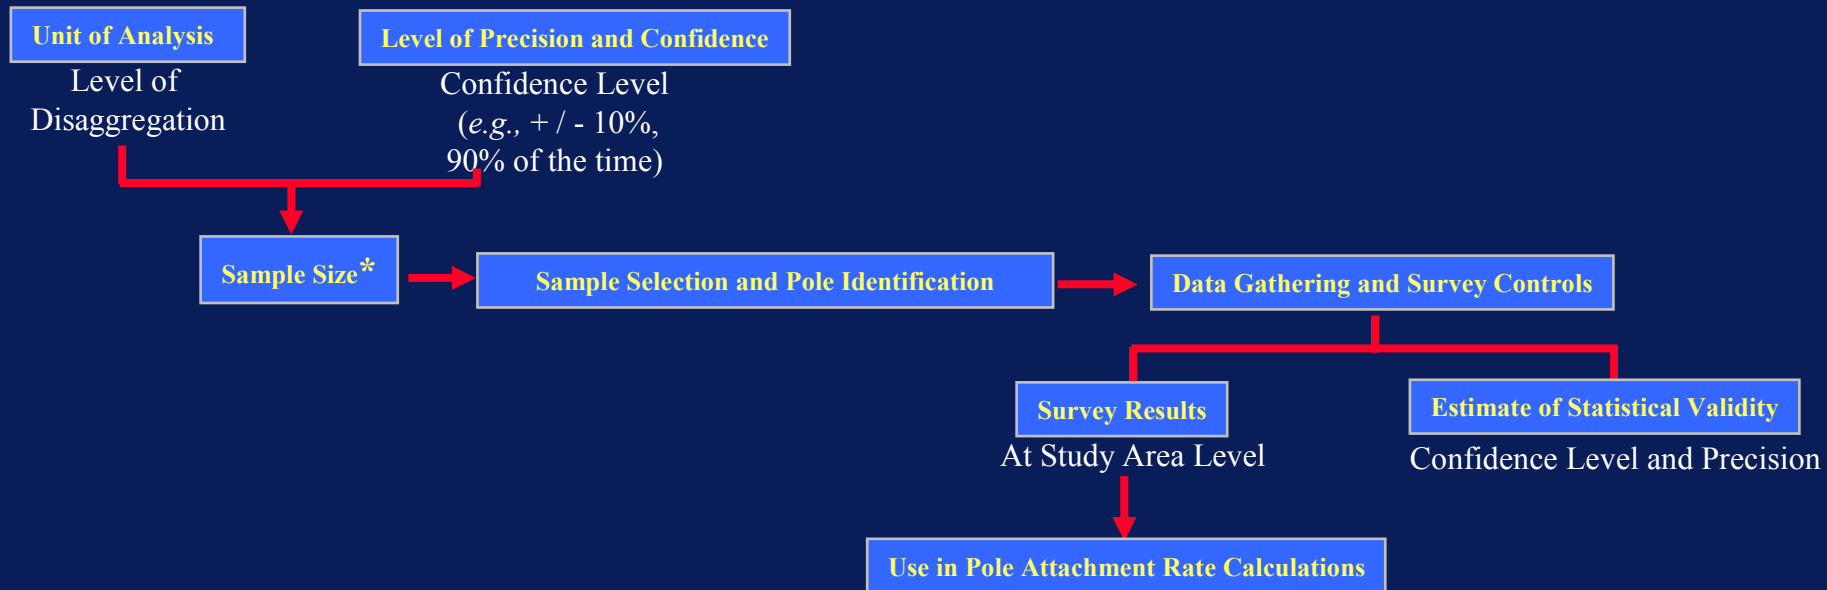 Unit of Analysis
Level of
Disaggregation
Level of Precision and Confidence
Confidence Level
(e.g., + / - 10%,
90% of the time)
Sample Size*
Sample Selection and Pole Identification
Data Gathering and Survey Controls
Survey Results
At Study Area Level
Estimate of Statistical Validity
Confidence Level and Precision
Use in Pole Attachment Rate Calculations